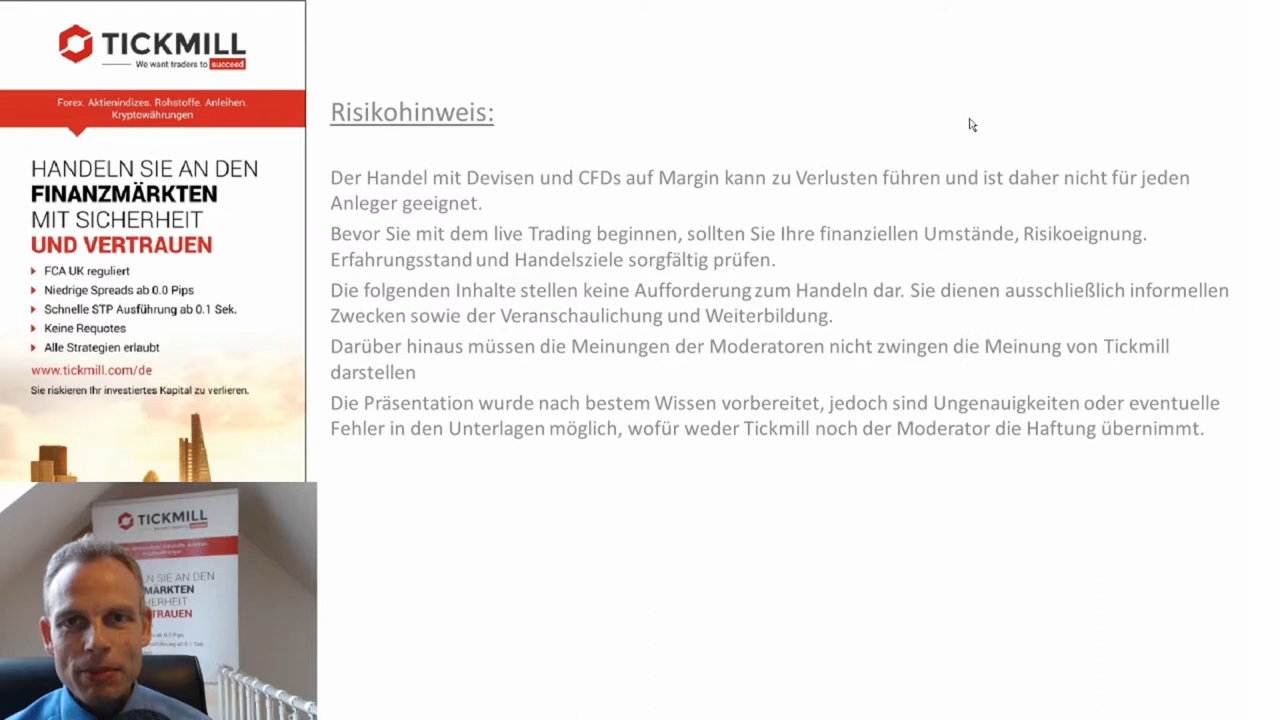 TICKMILL
We want traders to succeed
Forex. Aktienindizes. Rohstoffe. Anleihen.
Kryptowährungen
HANDELN SIE AN DEN
FINANZMÄRKTEN
MIT SICHERHEIT
UND VERTRAUEN
FCA UK reguliert
Niedrige Spreads ab 0.0 Pips
Schnelle STP Ausführung ab 0.1 Sek.
Keine Requotes
Alle Strategien erlaubt
www.tickmill.com/de
Sie riskieren Ihr investiertes Kapital zu verlieren.
Risikohinweis:
Der Handel mit Devisen und CFDs auf Margin kann zu Verlusten führen und ist daher nicht für jeden
Anleger geeignet.
Bevor Sie mit dem live Trading beginnen, sollten Sie Ihre finanziellen Umstände, Risikoeignung.
Erfahrungsstand und Handelsziele sorgfältig prüfen.
Die folgenden Inhalte stellen keine Aufforderung zum Handeln dar. Sie dienen ausschließlich informellen
Zwecken sowie der Veranschaulichung und Weiterbildung.
Darüber hinaus müssen die Meinungen der Moderatoren nicht zwingen die Meinung von Tickmill
darstellen
Die Präsentation wurde nach bestem Wissen vorbereitet, jedoch sind Ungenauigkeiten oder eventuelle
Fehler in den Unterlagen möglich, wofür weder Tickmill noch der Moderator die Haftung übernimmt.
TICKMILL
LN SIE AN DEN
MÄRKTEN
HERHEIT
TRAUEN